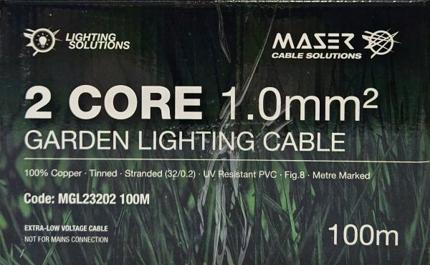 LIGHTING
SOLUTIONS
MASER
CABLE SOLUTIONS
2 CORE 1.0mm²
GARDEN LIGHTING CABLE
100% Copper · Tinned · Stranded (32/0.2) · UV Resistant PVC · Fig.8 · Metre Marked
Code: MGL23202 100M
EXTRA-LOW VOLTAGE CABLE
NOT FOR MAINS CONNECTION
100m